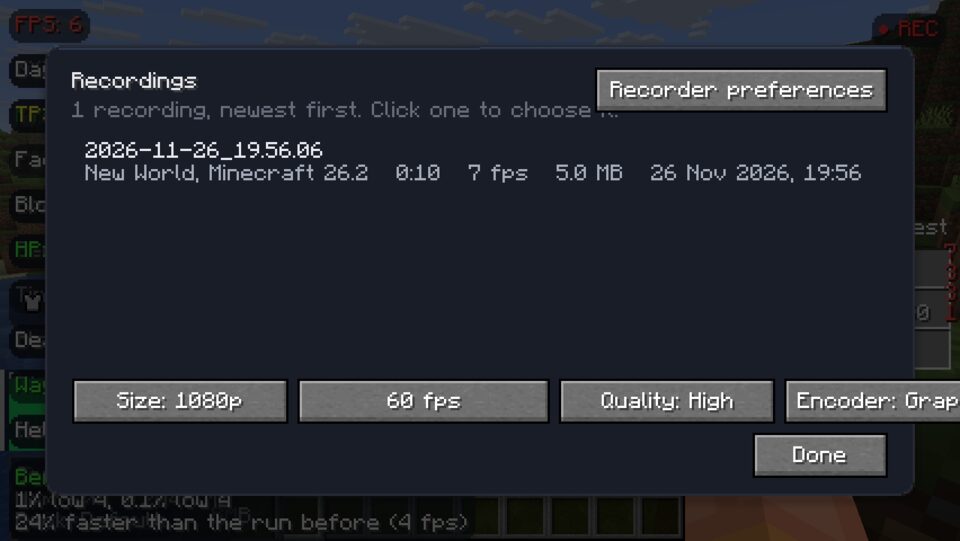 FPS: 6
REC
Recordings
Recorder preferences
1 recording, newest first. Click one to choose it.
2026-11-26_19.56.06
New World, Minecraft 26.2 0:10 7 fps 5.0 MB 26 Nov 2026, 19:56
Size: 1080p
60 fps
Quality: High
Encoder: Grap
Done
1% low 4, 0.1% low 4
24% faster than the run before (4 fps)